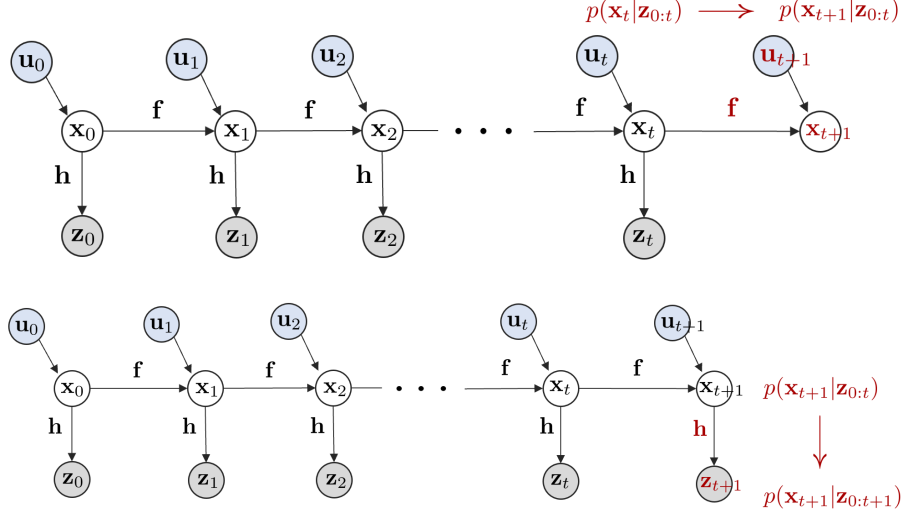 p(x_t|z_{0:t}) ⟶ p(x_{t+1}|z_{0:t})
u_0 u_1 u_2 u_t u_{t+1}
f f f f
x_0 x_1 x_2 · · · x_t x_{t+1}
h h h h
z_0 z_1 z_2 z_t
u_0 u_1 u_2 u_t u_{t+1}
f f f f
x_0 x_1 x_2 · · · x_t x_{t+1} p(x_{t+1}|z_{0:t})
h h h h h
z_0 z_1 z_2 z_t z_{t+1}
p(x_{t+1}|z_{0:t+1})